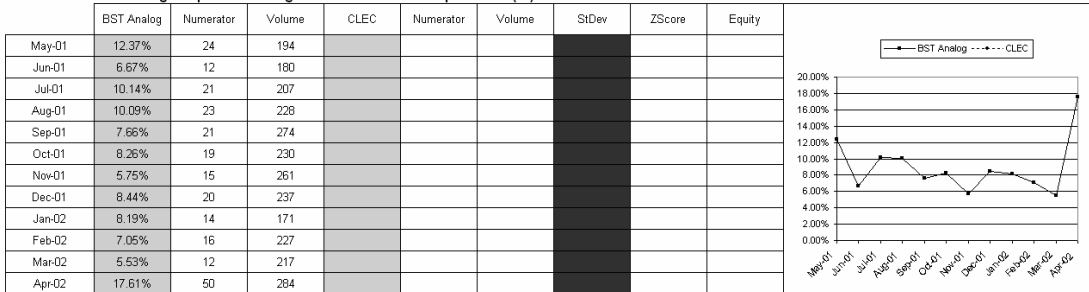 BST Analog Numerator Volume CLEC Numerator Volume StDev ZScore Equity
May-01 12.37% 24 194
Jun-01 6.67% 12 180
Jul-01 10.14% 21 207
Aug-01 10.09% 23 228
Sep-01 7.66% 21 274
Oct-01 8.26% 19 230
Nov-01 5.75% 15 261
Dec-01 8.44% 20 237
Jan-02 8.19% 14 171
Feb-02 7.05% 16 227
Mar-02 5.53% 12 217
Apr-02 17.61% 50 284
BST Analog CLEC
20.00%
18.00%
16.00%
14.00%
12.00%
10.00%
8.00%
6.00%
4.00%
2.00%
0.00%
May-01 Jun-01 Jul-01 Aug-01 Sep-01 Oct-01 Nov-01 Dec-01 Jan-02 Feb-02 Mar-02 Apr-02